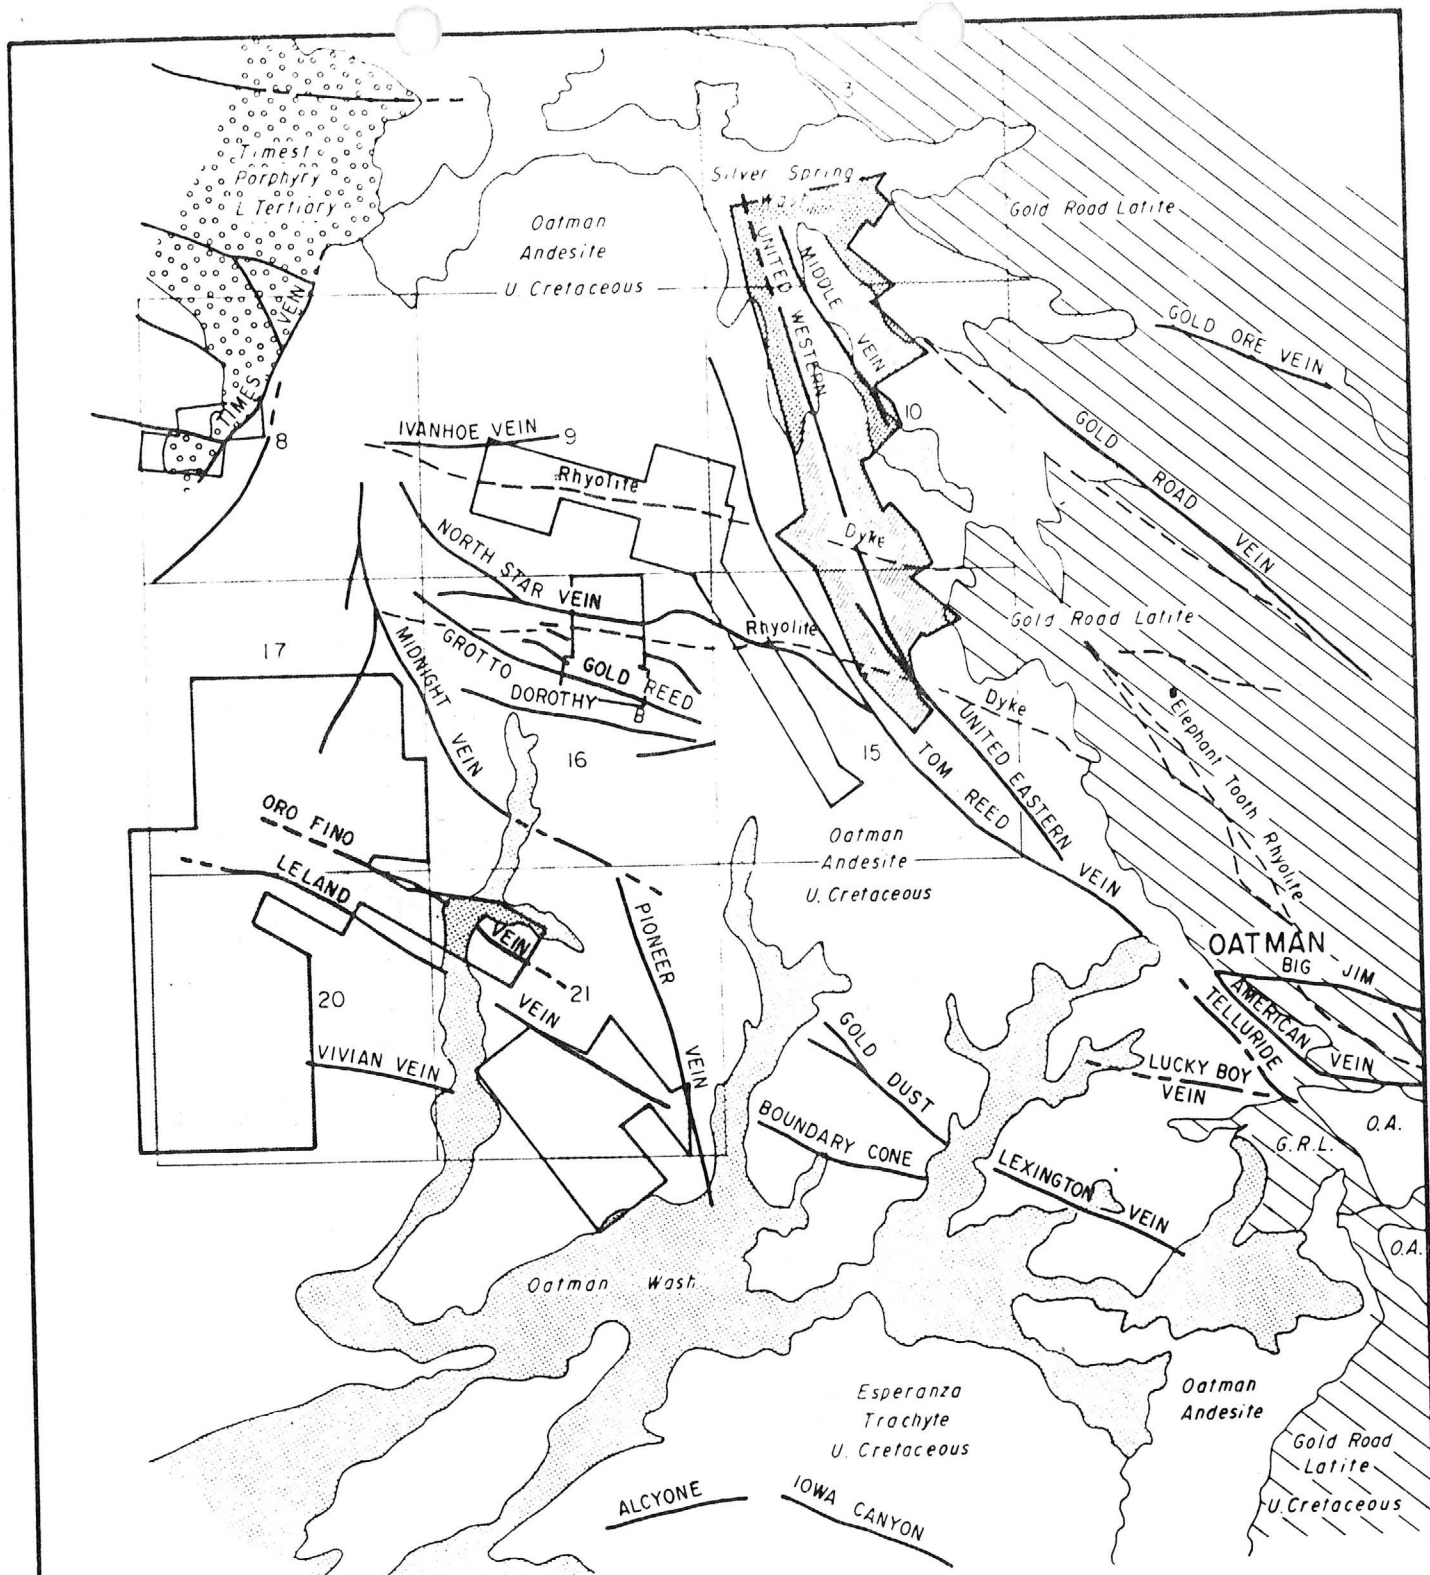 3
Timest
Porphyry
L Tertiary
Silver Spring
Wash
Gold Road Latite
Oatman
Andesite
U. Cretaceous
TIMES VEIN
UNITED WESTERN
MIDDLE VEIN
GOLD ORE VEIN
8
IVANHOE VEIN
9
10
GOLD ROAD VEIN
Rhyolite
NORTH STAR VEIN
Dyke
17
MIDNIGHT VEIN
GROTTO
GOLD REED
DOROTHY
8
Rhyolite
Gold Road Latite
Dyke
Elephant Tooth Rhyolite
16
15
TOM REED VEIN
UNITED EASTERN
ORO FINO
LELAND
VEIN
Oatman
Andesite
U. Cretaceous
PIONEER VEIN
OATMAN
BIG JIM
AMERICAN VEIN
TELLURIDE
20
21
VEIN
VIVIAN VEIN
GOLD DUST
LUCKY BOY
VEIN
BOUNDARY CONE
LEXINGTON VEIN
G.R.L.
O.A.
O.A.
Oatman Wash
Esperanza
Trachyte
U. Cretaceous
Oatman
Andesite
Gold Road
Latite
U. Cretaceous
ALCYONE
IOWA CANYON